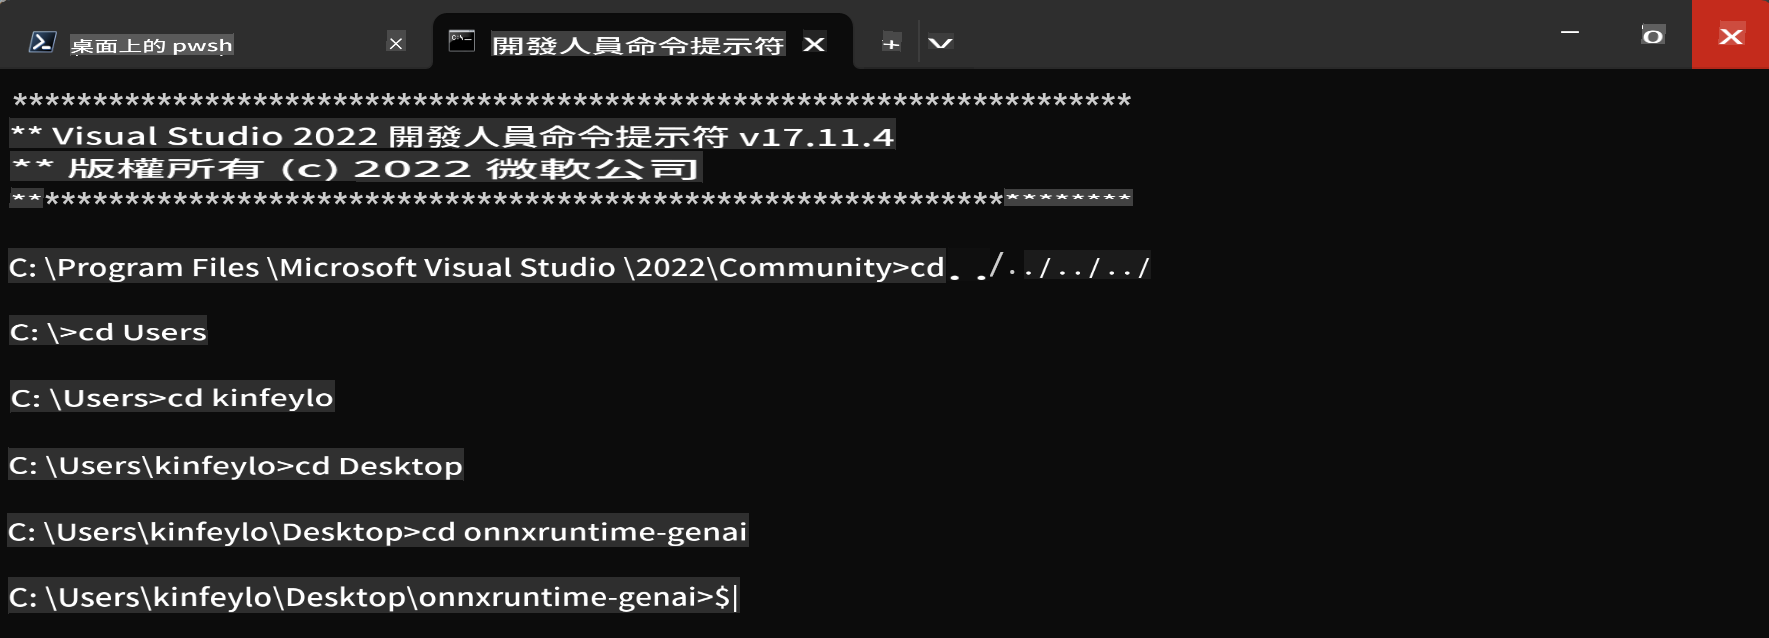 桌面上的 pwsh
開發人員命令提示符
**********************************************************************
** Visual Studio 2022 開發人員命令提示符 v17.11.4
** 版權所有 (c) 2022 微軟公司
**********************************************************************
C: \Program Files \Microsoft Visual Studio \2022\Community>cd../../../../
C: \>cd Users
C: \Users>cd kinfeylo
C: \Users\kinfeylo>cd Desktop
C: \Users\kinfeylo\Desktop>cd onnxruntime-genai
C: \Users\kinfeylo\Desktop\onnxruntime-genai>$|